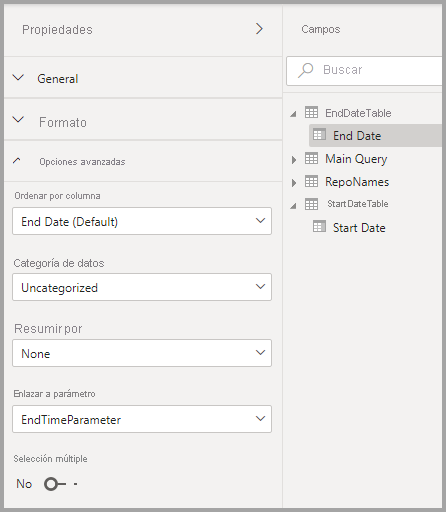 Propiedades
General
Formato
Opciones avanzadas
Ordenar por columna
End Date (Default)
Categoría de datos
Uncategorized
Resumir por
None
Enlazar a parámetro
EndTimeParameter
Selección múltiple
No
Campos
Buscar
EndDateTable
End Date
Main Query
RepoNames
StartDateTable
Start Date